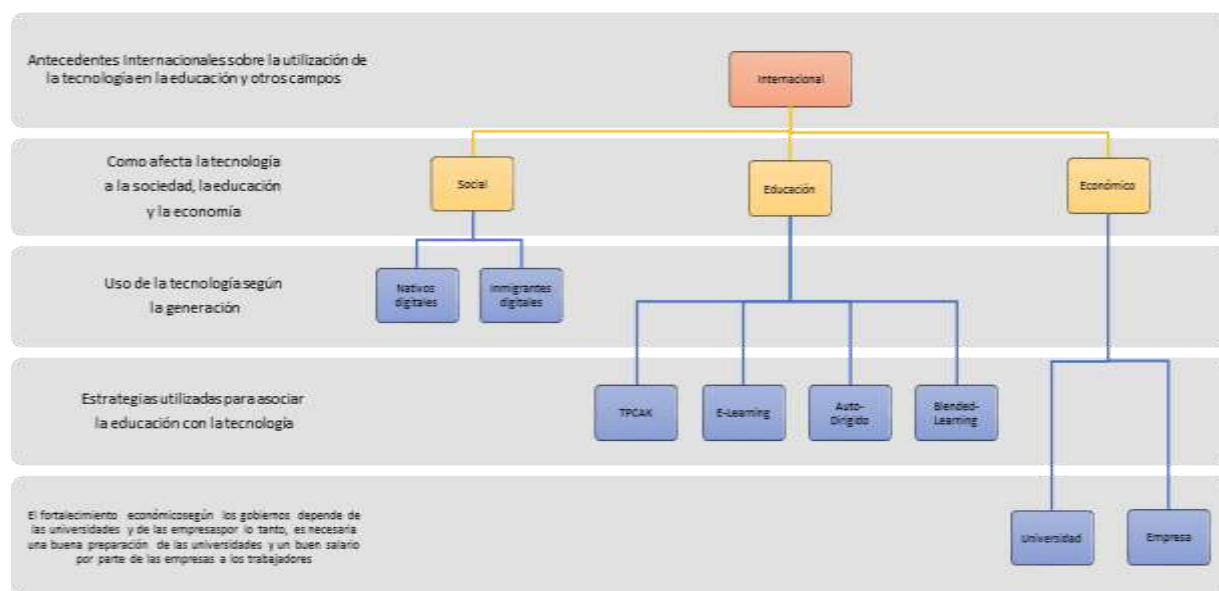 Antecedentes Internacionales sobre la utilización de
la tecnología en la educación y otros campos
Internacional
Como afecta la tecnología
a la sociedad, la educación
y la economía
Social
Educación
Económico
Uso de la tecnología según
la generación
Nativos
digitales
Inmigrantes
digitales
Estrategias utilizadas para asociar
la educación con la tecnología
TPCAK
E-Learning
Auto-
Dirigido
Blended-
Learning
El fortalecimiento económicosegún los gobiernos depende de
las universidades y de las empresaspor lo tanto, es necesaria
una buena preparación de las universidades y un buen salario
por parte de las empresas a los trabajadores
Universidad
Empresa